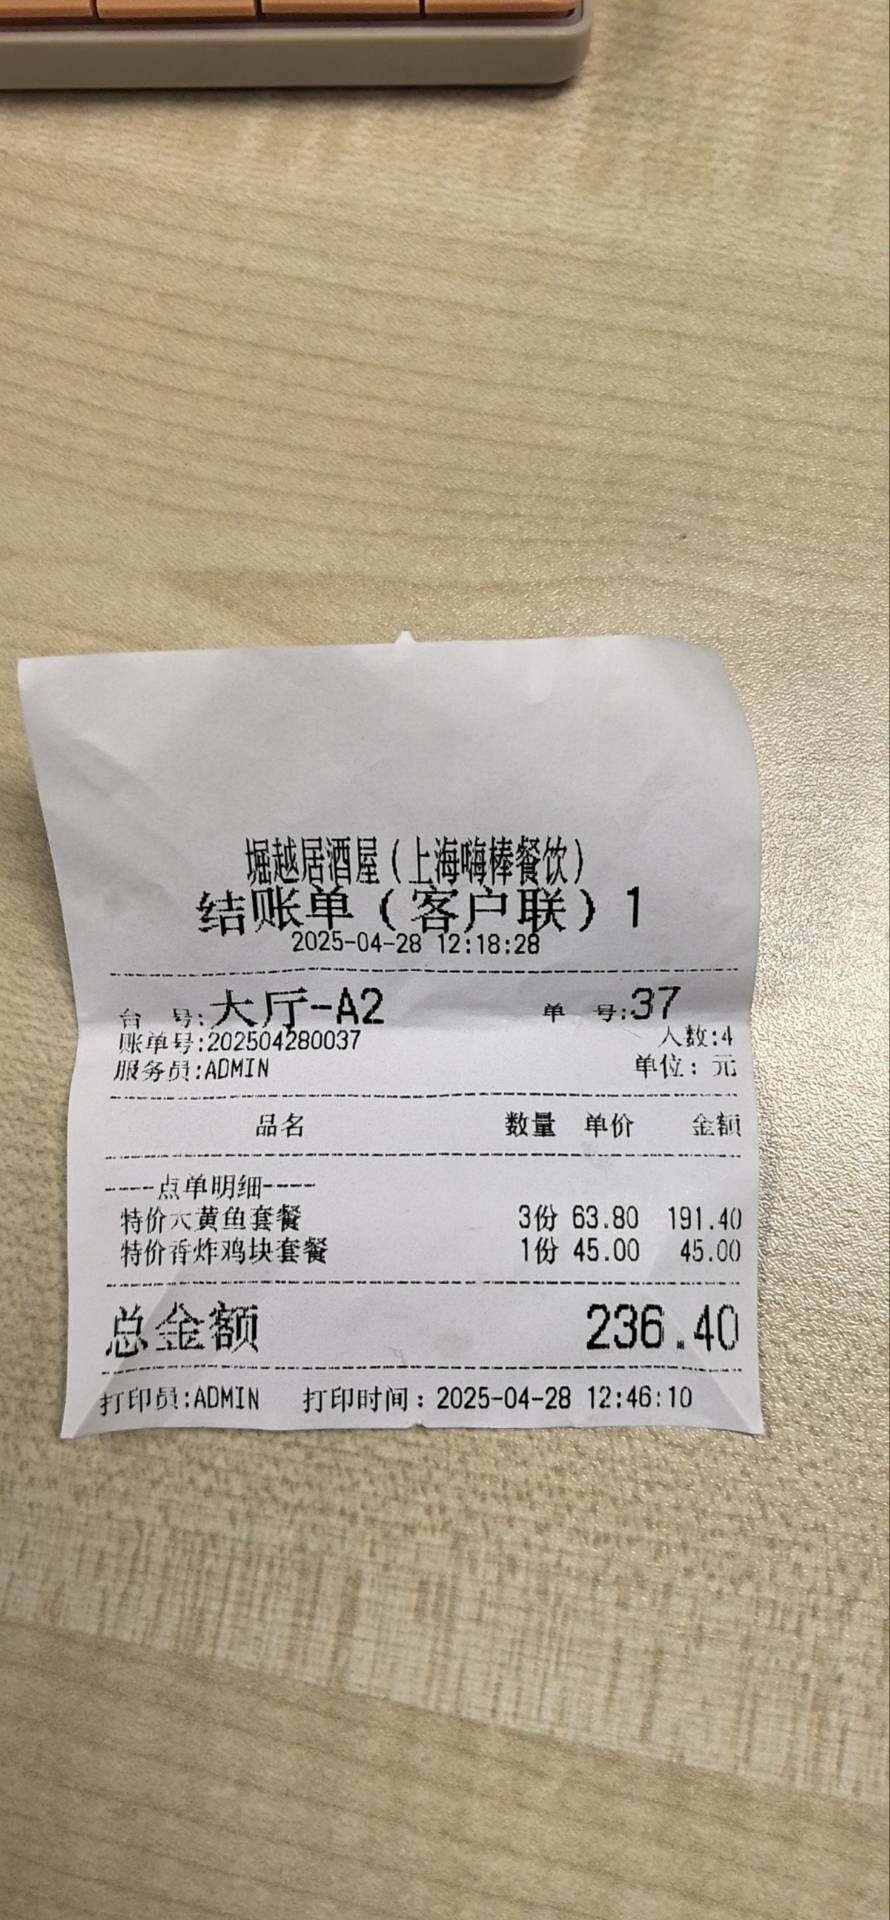 堀越居酒屋(上海嗨棒餐饮)
结账单(客户联)1
2025-04-28 12:18:28
台 号:大厅-A2 单 号:37
账单号:202504280037 人数:4
服务员:ADMIN 单位: 元
品名 数量 单价 金额
----点单明细----
特价大黄鱼套餐 3份 63.80 191.40
特价香炸鸡块套餐 1份 45.00 45.00
总金额 236.40
打印员:ADMIN 打印时间: 2025-04-28 12:46:10